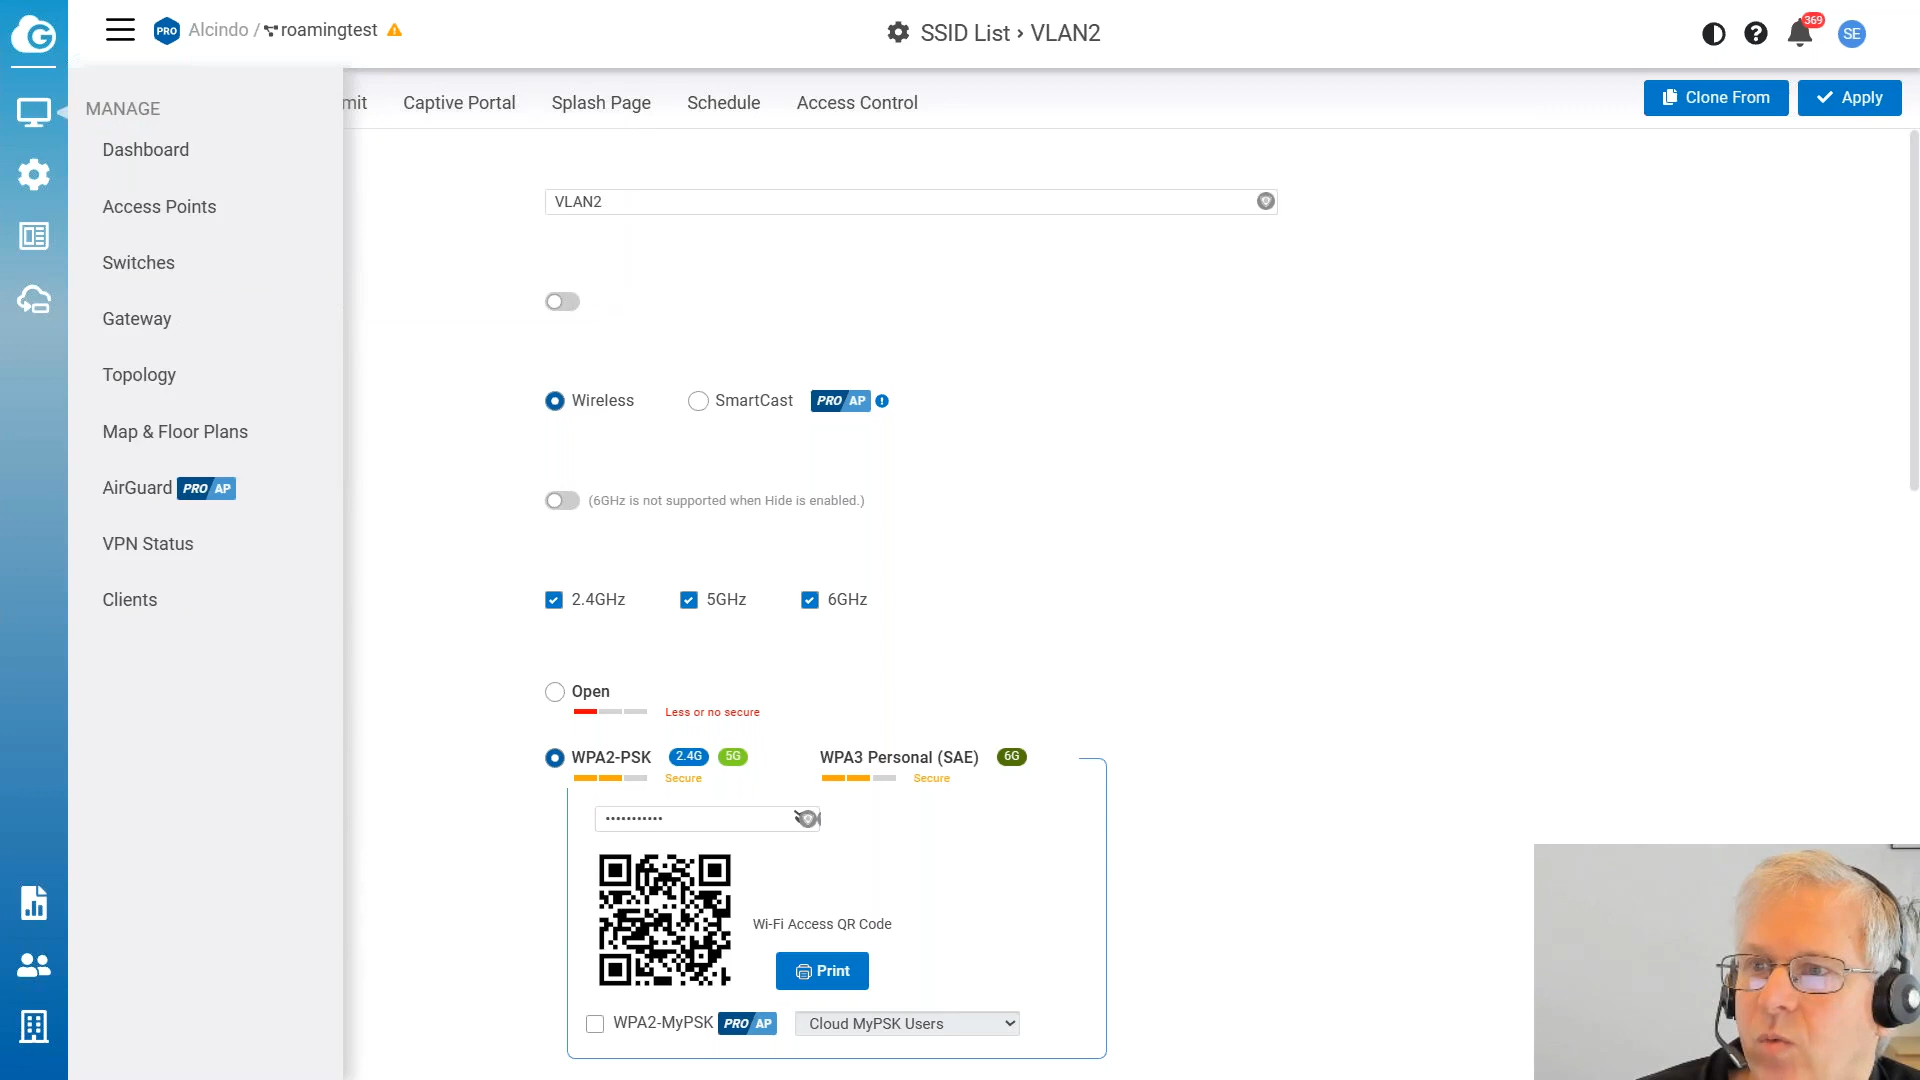 PRO Alcindo / roamingtest
SSID List › VLAN2
369
SE
MANAGE
Dashboard
Access Points
Switches
Gateway
Topology
Map & Floor Plans
AirGuard PRO AP
VPN Status
Clients
mit Captive Portal Splash Page Schedule Access Control
Clone From Apply
VLAN2
Wireless SmartCast PRO AP
(6GHz is not supported when Hide is enabled.)
2.4GHz 5GHz 6GHz
Open
Less or no secure
WPA2-PSK 2.4G 5G WPA3 Personal (SAE) 6G
Secure Secure
•••••••••••
Wi-Fi Access QR Code
Print
WPA2-MyPSK PRO AP Cloud MyPSK Users